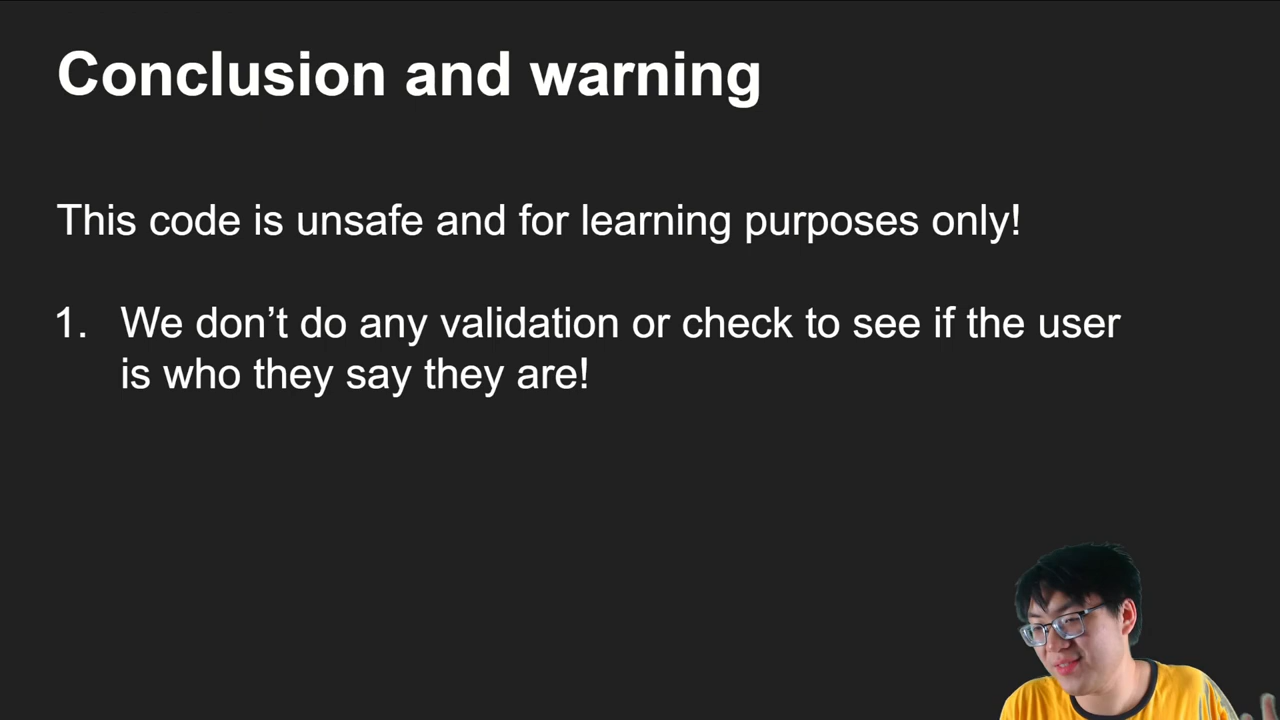 Conclusion and warning
This code is unsafe and for learning purposes only!
1. We don’t do any validation or check to see if the user
is who they say they are!